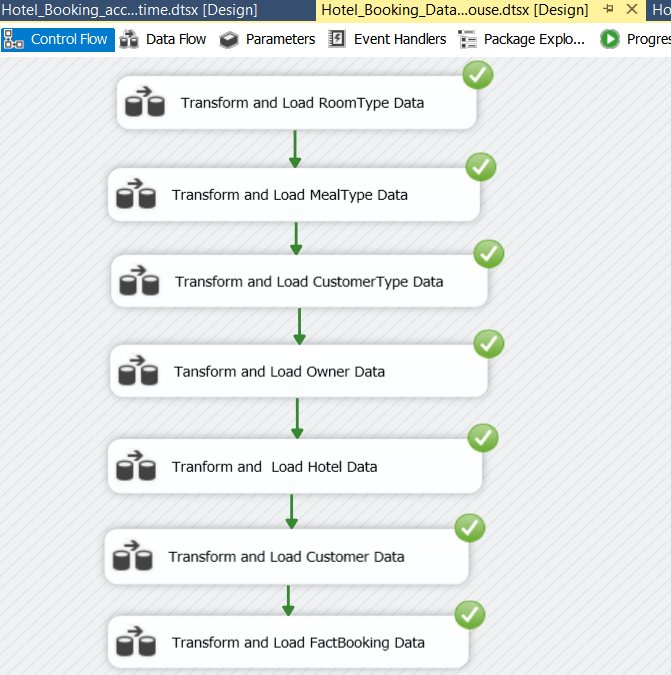 Hotel_Booking_acc...time.dtsx [Design] Hotel_Booking_Data...ouse.dtsx [Design] Ho
Control Flow Data Flow Parameters Event Handlers Package Explo... Progres
Transform and Load RoomType Data
Transform and Load MealType Data
Transform and Load CustomerType Data
Tansform and Load Owner Data
Tranform and  Load Hotel Data
Transform and Load Customer Data
Transform and Load FactBooking Data